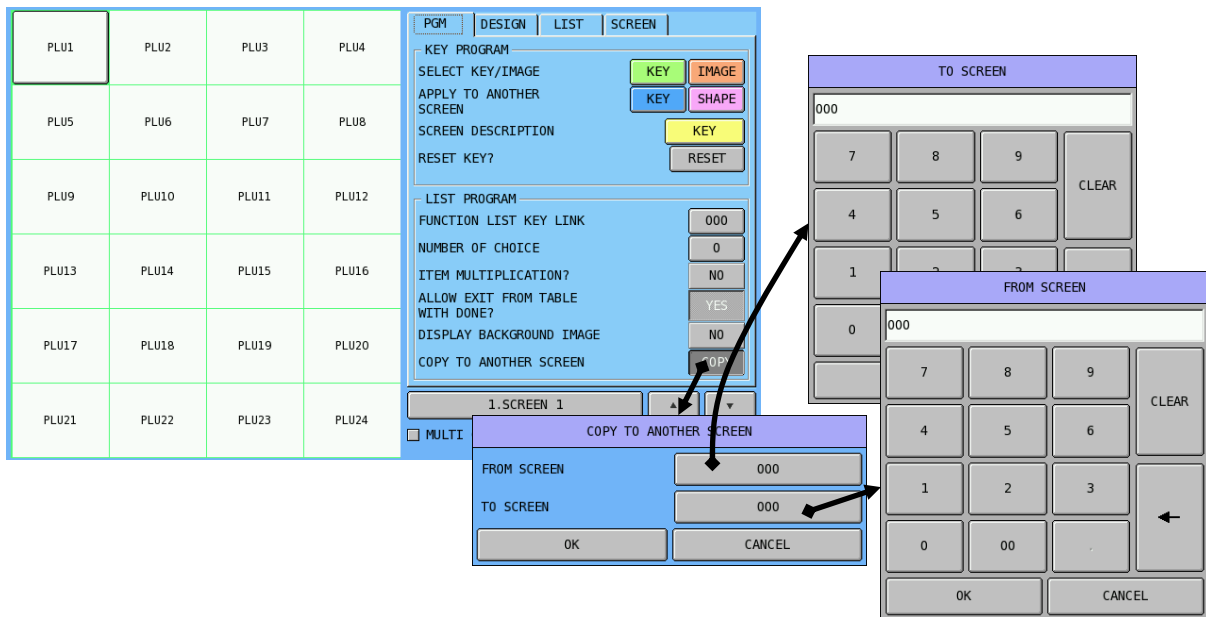 PLU1 PLU2 PLU3 PLU4
PLU5 PLU6 PLU7 PLU8
PLU9 PLU10 PLU11 PLU12
PLU13 PLU14 PLU15 PLU16
PLU17 PLU18 PLU19 PLU20
PLU21 PLU22 PLU23 PLU24
PGM DESIGN LIST SCREEN
KEY PROGRAM
SELECT KEY/IMAGE KEY IMAGE
APPLY TO ANOTHER
SCREEN KEY SHAPE
SCREEN DESCRIPTION KEY
RESET KEY? RESET
LIST PROGRAM
FUNCTION LIST KEY LINK 000
NUMBER OF CHOICE 0
ITEM MULTIPLICATION? NO
ALLOW EXIT FROM TABLE
WITH DONE? YES
DISPLAY BACKGROUND IMAGE NO
COPY TO ANOTHER SCREEN COPY
1.SCREEN 1
MULTI
COPY TO ANOTHER SCREEN
FROM SCREEN 000
TO SCREEN 000
OK CANCEL
TO SCREEN
000
7 8 9 CLEAR
4 5 6
1
0
FROM SCREEN
000
7 8 9 CLEAR
4 5 6
1 2 3
0 00 .
OK CANCEL